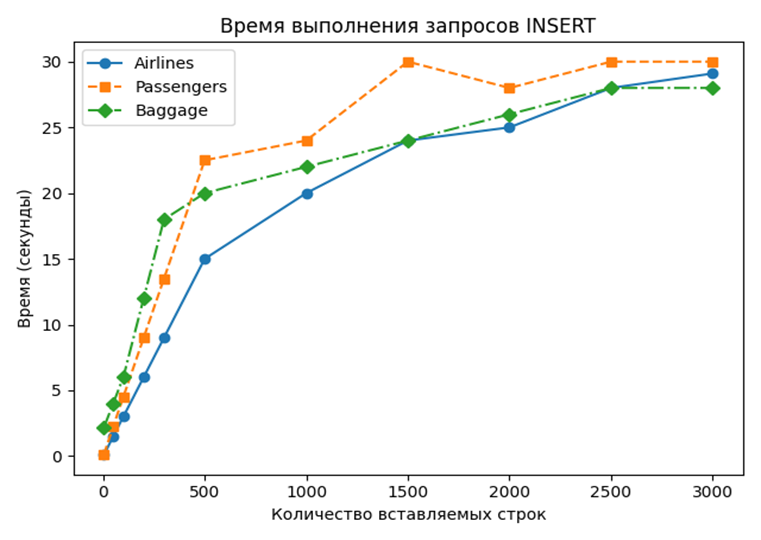 Время выполнения запросов INSERT
Airlines
Passengers
Baggage
Время (секунды)
30
25
20
15
10
5
0
0 500 1000 1500 2000 2500 3000
Количество вставляемых строк